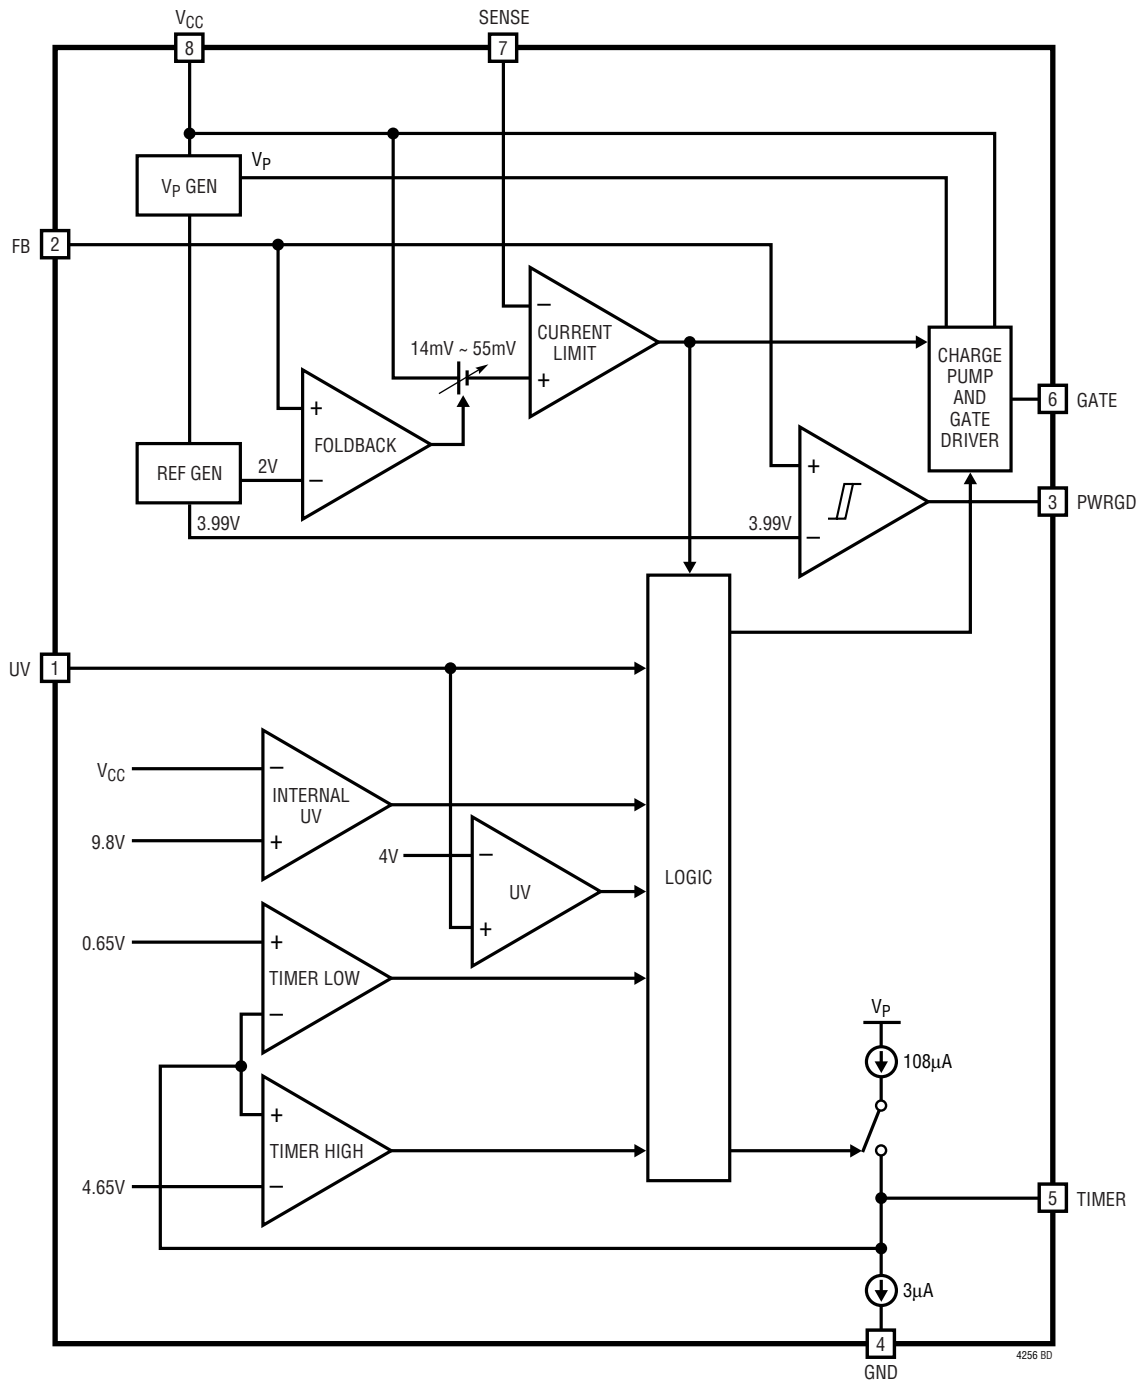 VCC
SENSE
8
7
VP
VP GEN
FB
2
CURRENT
LIMIT
−
+
14mV ~ 55mV
CHARGE
PUMP
AND
GATE
DRIVER
6
GATE
+
FOLDBACK
−
REF GEN
2V
3.99V
3.99V
+
−
3
PWRGD
UV
1
VCC
−
INTERNAL
UV
9.8V
+
4V
−
UV
+
LOGIC
0.65V
+
TIMER LOW
−
VP
108µA
+
TIMER HIGH
4.65V
−
5
TIMER
3µA
4
GND
4256 BD